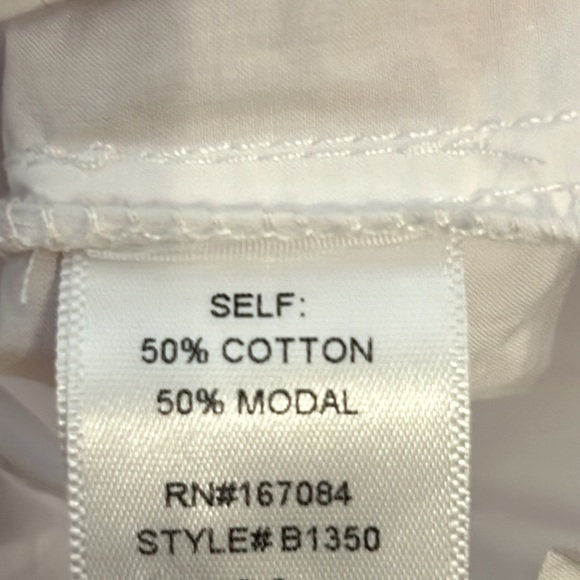 SELF:
50% COTTON
50% MODAL
RN#167084
STYLE# B1350